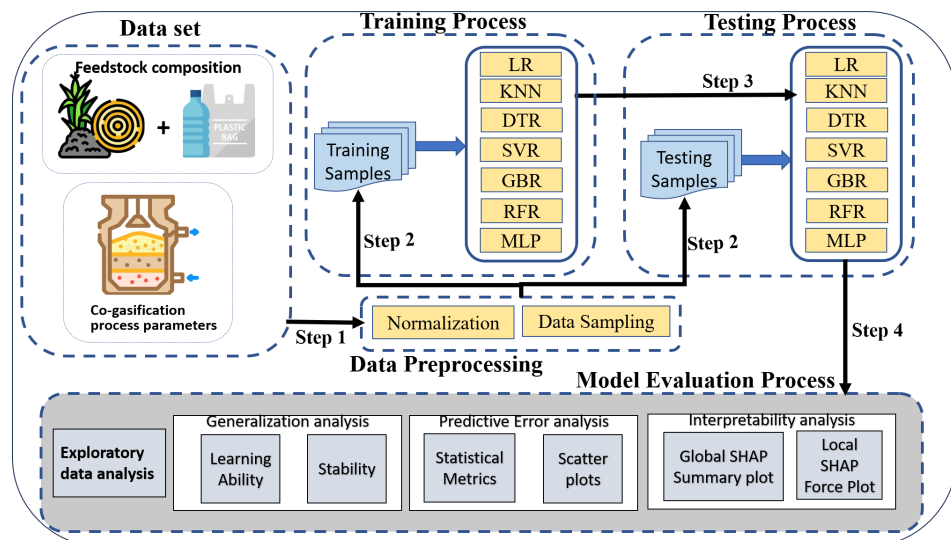 Data set
Feedstock composition
+
PLASTIC
BAG
Co-gasification
process parameters
Step 1
Training Process
Training
Samples
LR
KNN
DTR
SVR
GBR
RFR
MLP
Step 2
Step 3
Testing Process
Testing
Samples
LR
KNN
DTR
SVR
GBR
RFR
MLP
Step 2
Normalization
Data Sampling
Data Preprocessing
Step 4
Model Evaluation Process
Exploratory
data analysis
Generalization analysis
Learning
Ability
Stability
Predictive Error analysis
Statistical
Metrics
Scatter
plots
Interpretability analysis
Global SHAP
Summary plot
Local
SHAP
Force Plot